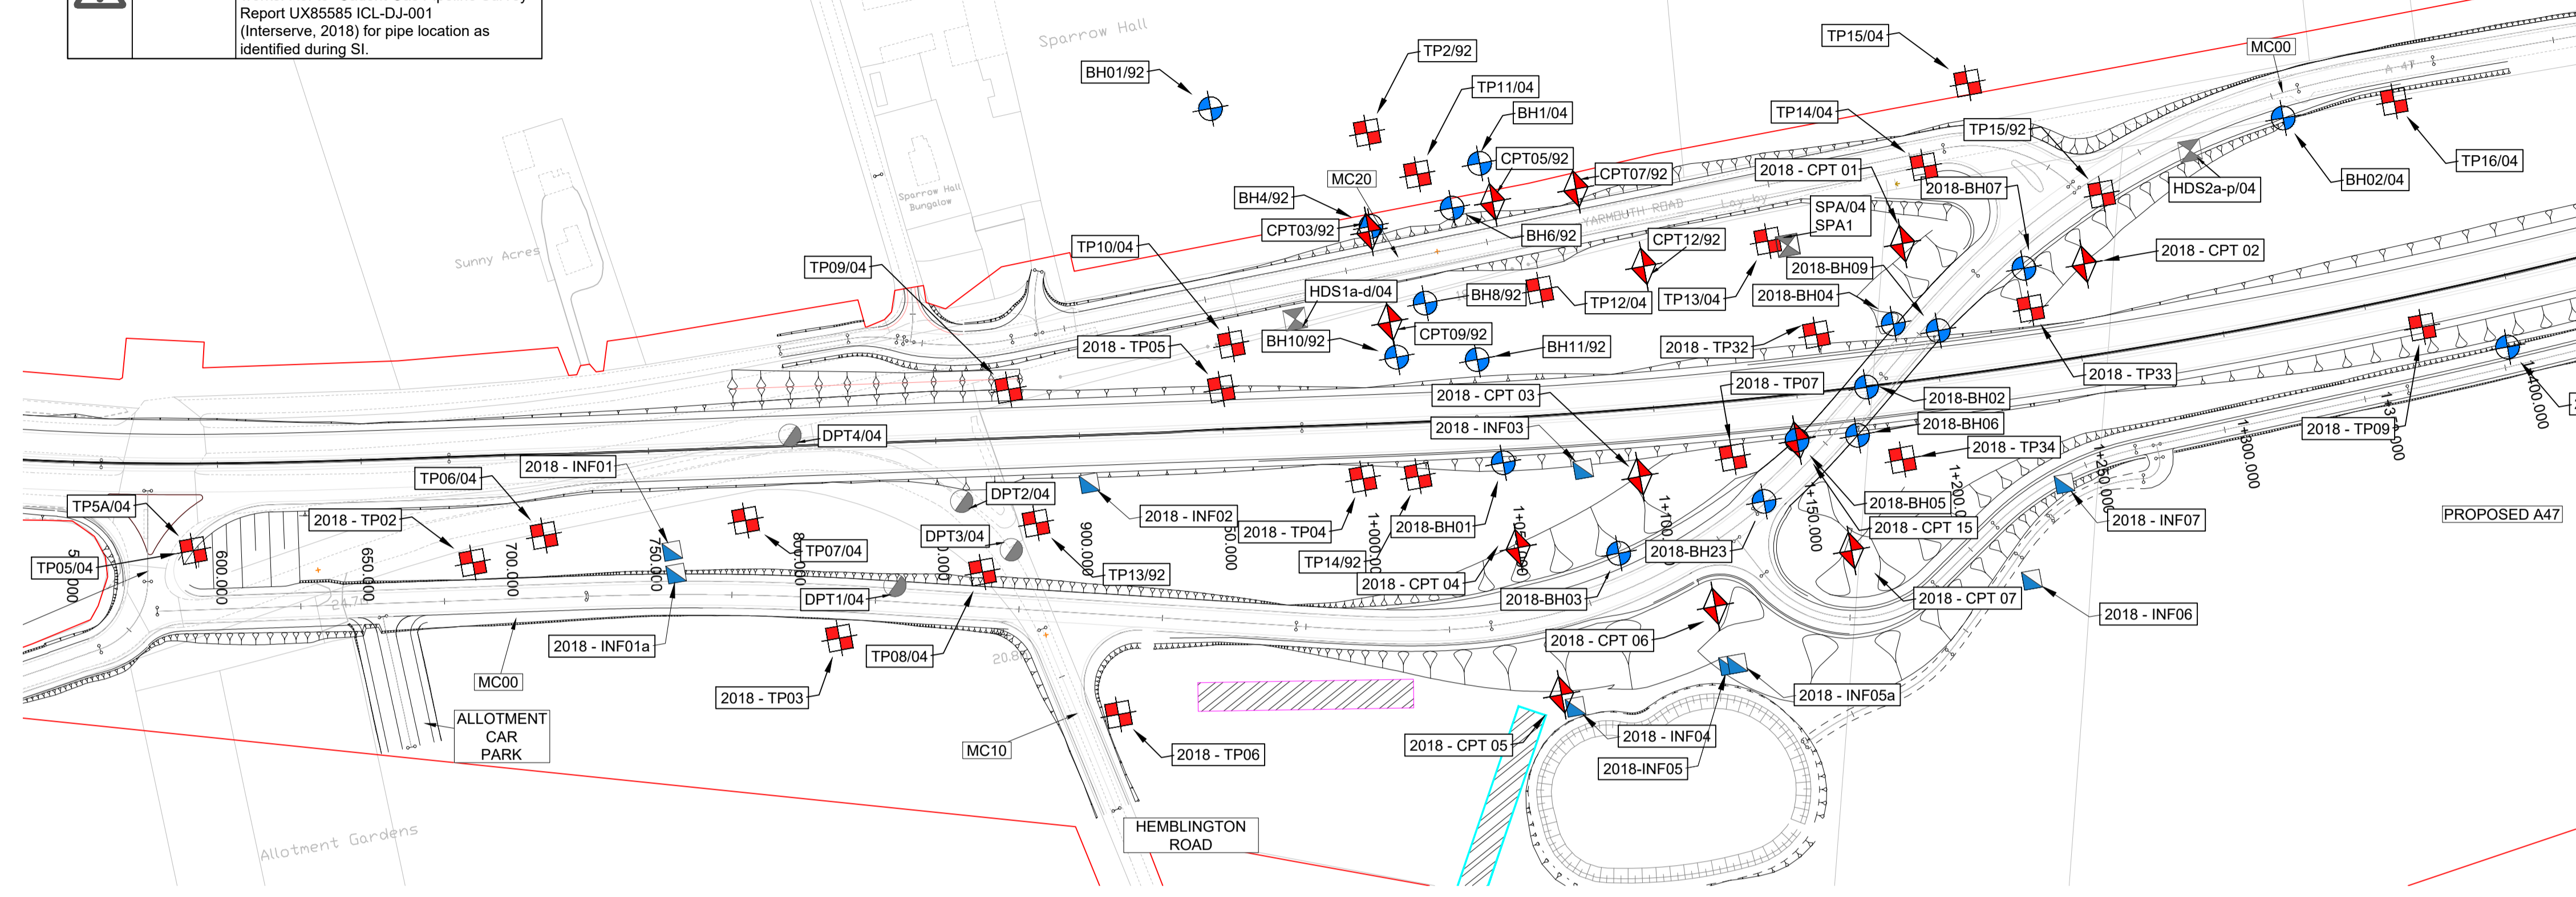 Report UX85585 ICL-DJ-001
(Interserve, 2018) for pipe location as
identified during SI.
Sparrow Hall
BH01/92
TP2/92
TP11/04
BH1/04
CPT05/92
CPT07/92
TP15/04
TP14/04
TP15/92
MC00
A 47
TP16/04
BH02/04
HDS2a-p/04
2018 - CPT 01
2018-BH07
SPA/04
SPA1
2018 - CPT 02
MC20
BH4/92
CPT03/92
BH6/92
YARMOUTH ROAD
Lay-by
CPT12/92
Sparrow Hall
Bungalow
Sunny Acres
TP09/04
TP10/04
HDS1a-d/04
BH8/92
TP12/04
TP13/04
2018-BH09
2018-BH04
2018 - TP05
BH10/92
CPT09/92
BH11/92
2018 - TP32
2018 - TP33
2018 - CPT 03
2018 - TP07
2018-BH02
2018-BH06
2018 - INF03
2018 - TP34
2018 - TP09
DPT4/04
2018 - INF01
TP06/04
TP5A/04
2018 - TP02
TP05/04
DPT2/04
2018 - INF02
DPT3/04
TP07/04
TP13/92
DPT1/04
2018 - TP04
2018-BH01
TP14/92
2018 - CPT 04
2018-BH03
2018-BH23
2018-BH05
2018 - CPT 15
2018 - INF07
PROPOSED A47
2018 - CPT 07
2018 - INF06
600.000
650.000
700.000
750.000
900.000
1+000.000
1+100.000
1+150.000
1+250.000
1+300.000
2018 - INF01a
TP08/04
2018 - CPT 06
MC00
2018 - TP03
2018 - INF05a
ALLOTMENT
CAR
PARK
MC10
2018 - TP06
2018 - CPT 05
2018 - INF04
2018-INF05
HEMBLINGTON
ROAD
Allotment Gardens